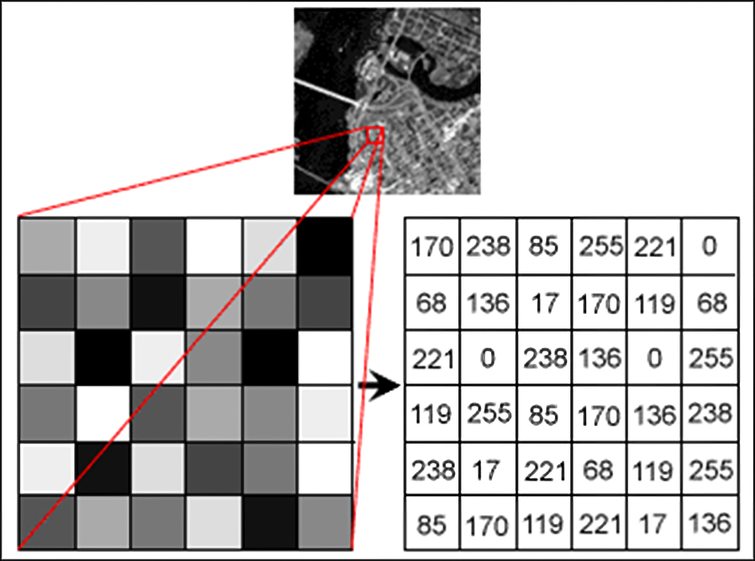 170 238 85 255 221 0
68 136 17 170 119 68
221 0 238 136 0 255
119 255 85 170 136 238
238 17 221 68 119 255
85 170 119 221 17 136